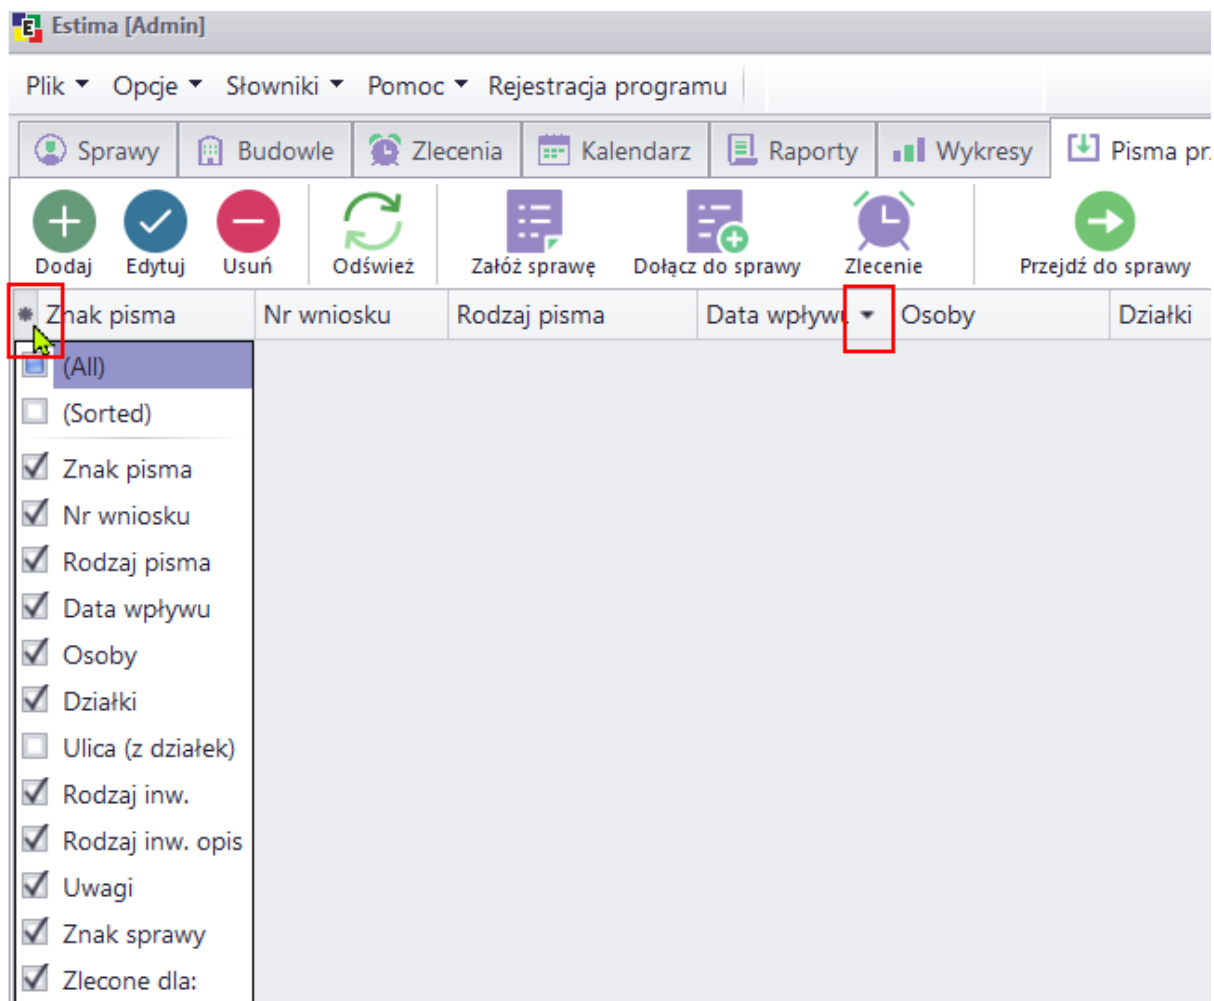 Estima [Admin]
Plik Opcje Słowniki Pomoc Rejestracja programu
Sprawy Budowle Zlecenia Kalendarz Raporty Wykresy Pisma prz
Dodaj Edytuj Usuń Odśwież Załóż sprawę Dołącz do sprawy Zlecenie Przejdź do sprawy
Znak pisma Nr wniosku Rodzaj pisma Data wpływu Osoby Działki
(All)
(Sorted)
Znak pisma
Nr wniosku
Rodzaj pisma
Data wpływu
Osoby
Działki
Ulica (z działek)
Rodzaj inw.
Rodzaj inw. opis
Uwagi
Znak sprawy
Zlecone dla: